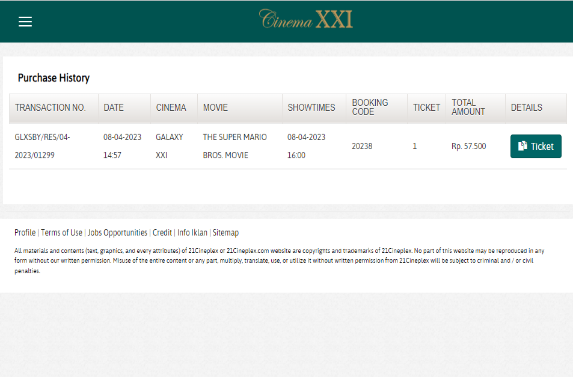 Cinema XXI
Purchase History
TRANSACTION NO. DATE CINEMA MOVIE SHOWTIMES BOOKING CODE TICKET TOTAL AMOUNT DETAILS
GLXSBY/RES/04- 08-04-2023 GALAXY THE SUPER MARIO 08-04-2023
20238 1 Rp. 57.500 Ticket
2023/01299 14:57 XXI BROS. MOVIE 16:00
Profile | Terms of Use | Jobs Opportunities | Credit | Info Iklan | Sitemap
All materials and contents (text, graphics, and every attributes) of 21Cineplex or 21Cineplex.com website are copyrights and trademarks of 21Cineplex. No part of this website may be reproduced in any
form without our written permission. Misuse of the entire content or any part, multiply, translate, use, or utilize it without written permission from 21Cineplex will be subject to criminal and / or civil
penalties.